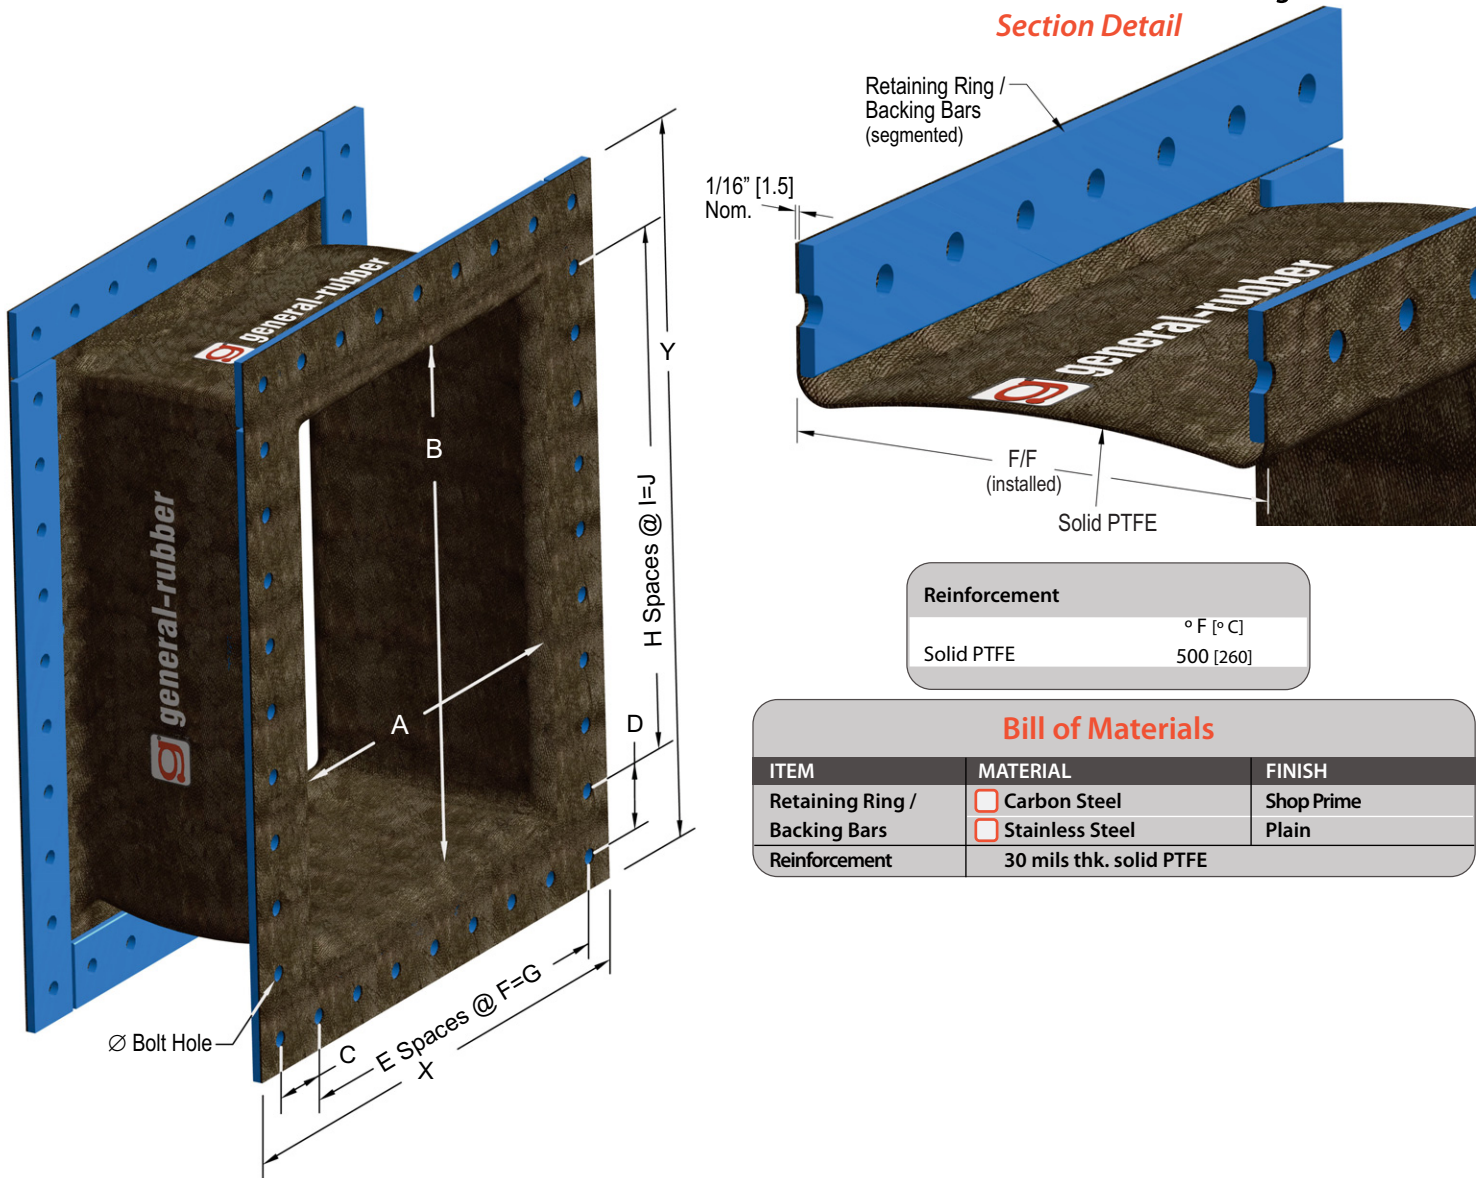 Section Detail
Retaining Ring /
Backing Bars
(segmented)
1/16” [1.5]
Nom.
general-rubber
F/F
(installed)
Solid PTFE
general-rubber
general-rubber
Y
B
H Spaces @ I=J
A
D
E Spaces @ F=G
C
X
∅ Bolt Hole
Reinforcement
º F [º C]
Solid PTFE 500 [260]
Bill of Materials
ITEM MATERIAL FINISH
Retaining Ring / Carbon Steel Shop Prime
Backing Bars Stainless Steel Plain
Reinforcement 30 mils thk. solid PTFE